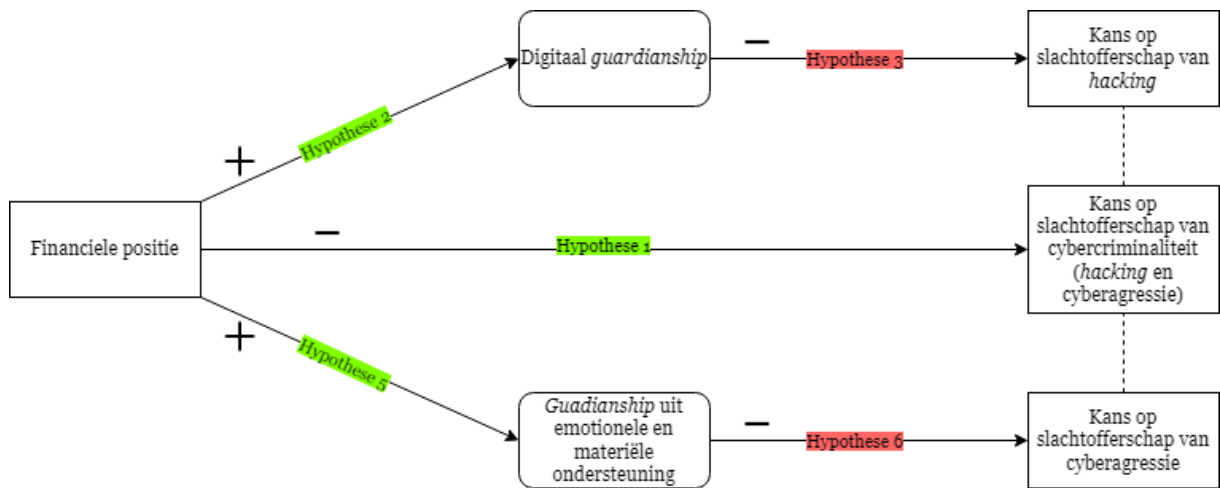 Digitaal guardianship
−
Hypothese 3
Kans op
slachtofferschap van
hacking
Hypothese 2
+
Financiele positie
−
Hypothese 1
Kans op
slachtofferschap van
cybercriminaliteit
(hacking en
cyberagressie)
+
Hypothese 5
Guadianship uit
emotionele en
materiële
ondersteuning
−
Hypothese 6
Kans op
slachtofferschap van
cyberagressie